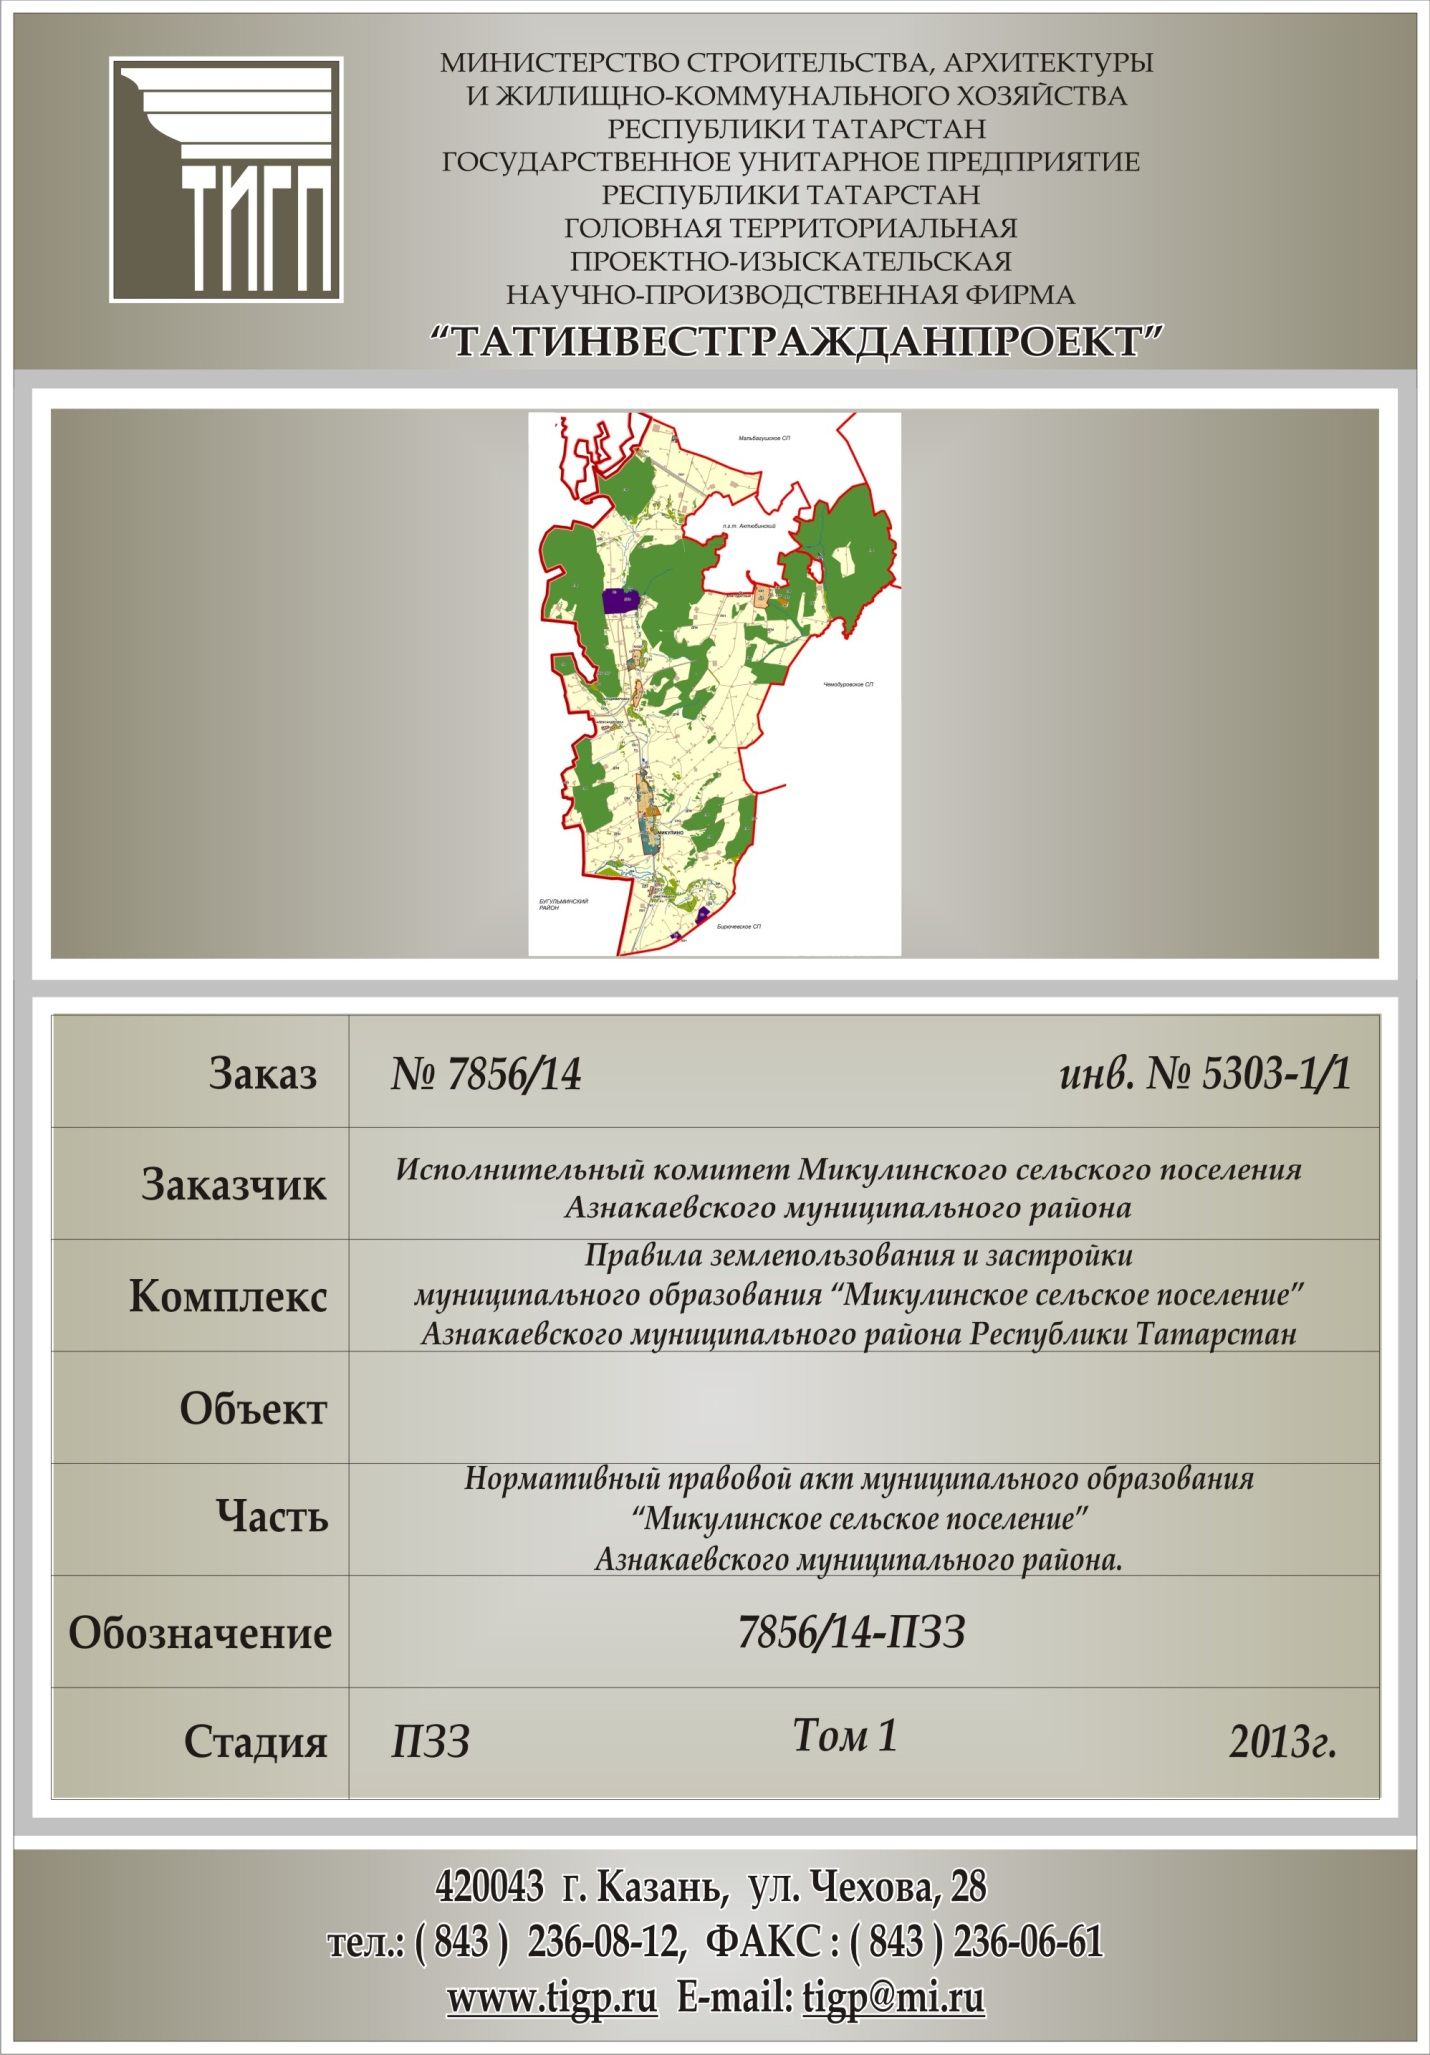 ТИГП
МИНИСТЕРСТВО СТРОИТЕЛЬСТВА, АРХИТЕКТУРЫ
И ЖИЛИЩНО-КОММУНАЛЬНОГО ХОЗЯЙСТВА
РЕСПУБЛИКИ ТАТАРСТАН
ГОСУДАРСТВЕННОЕ УНИТАРНОЕ ПРЕДПРИЯТИЕ
РЕСПУБЛИКИ ТАТАРСТАН
ГОЛОВНАЯ ТЕРРИТОРИАЛЬНАЯ
ПРОЕКТНО-ИЗЫСКАТЕЛЬСКАЯ
НАУЧНО-ПРОИЗВОДСТВЕННАЯ ФИРМА
“ТАТИНВЕСТГРАЖДАНПРОЕКТ”
Мальбагушское СП
п.г.т. Актюбинский
Чемодуровское СП
МИКУЛИНО
БУГУЛЬМИНСКИЙ
РАЙОН
Бирючевское СП
Заказ № 7856/14 инв. № 5303-1/1
Заказчик
Исполнительный комитет Микулинского сельского поселения
Азнакаевского муниципального района
Комплекс
Правила землепользования и застройки
муниципального образования “Микулинское сельское поселение”
Азнакаевского муниципального района Республики Татарстан
Объект
Часть
Нормативный правовой акт муниципального образования
“Микулинское сельское поселение”
Азнакаевского муниципального района.
Обозначение 7856/14-ПЗЗ
Стадия ПЗЗ Том 1 2013г.
420043 г. Казань, ул. Чехова, 28
тел.: ( 843 ) 236-08-12, ФАКС : ( 843 ) 236-06-61
www.tigp.ru E-mail: tigp@mi.ru